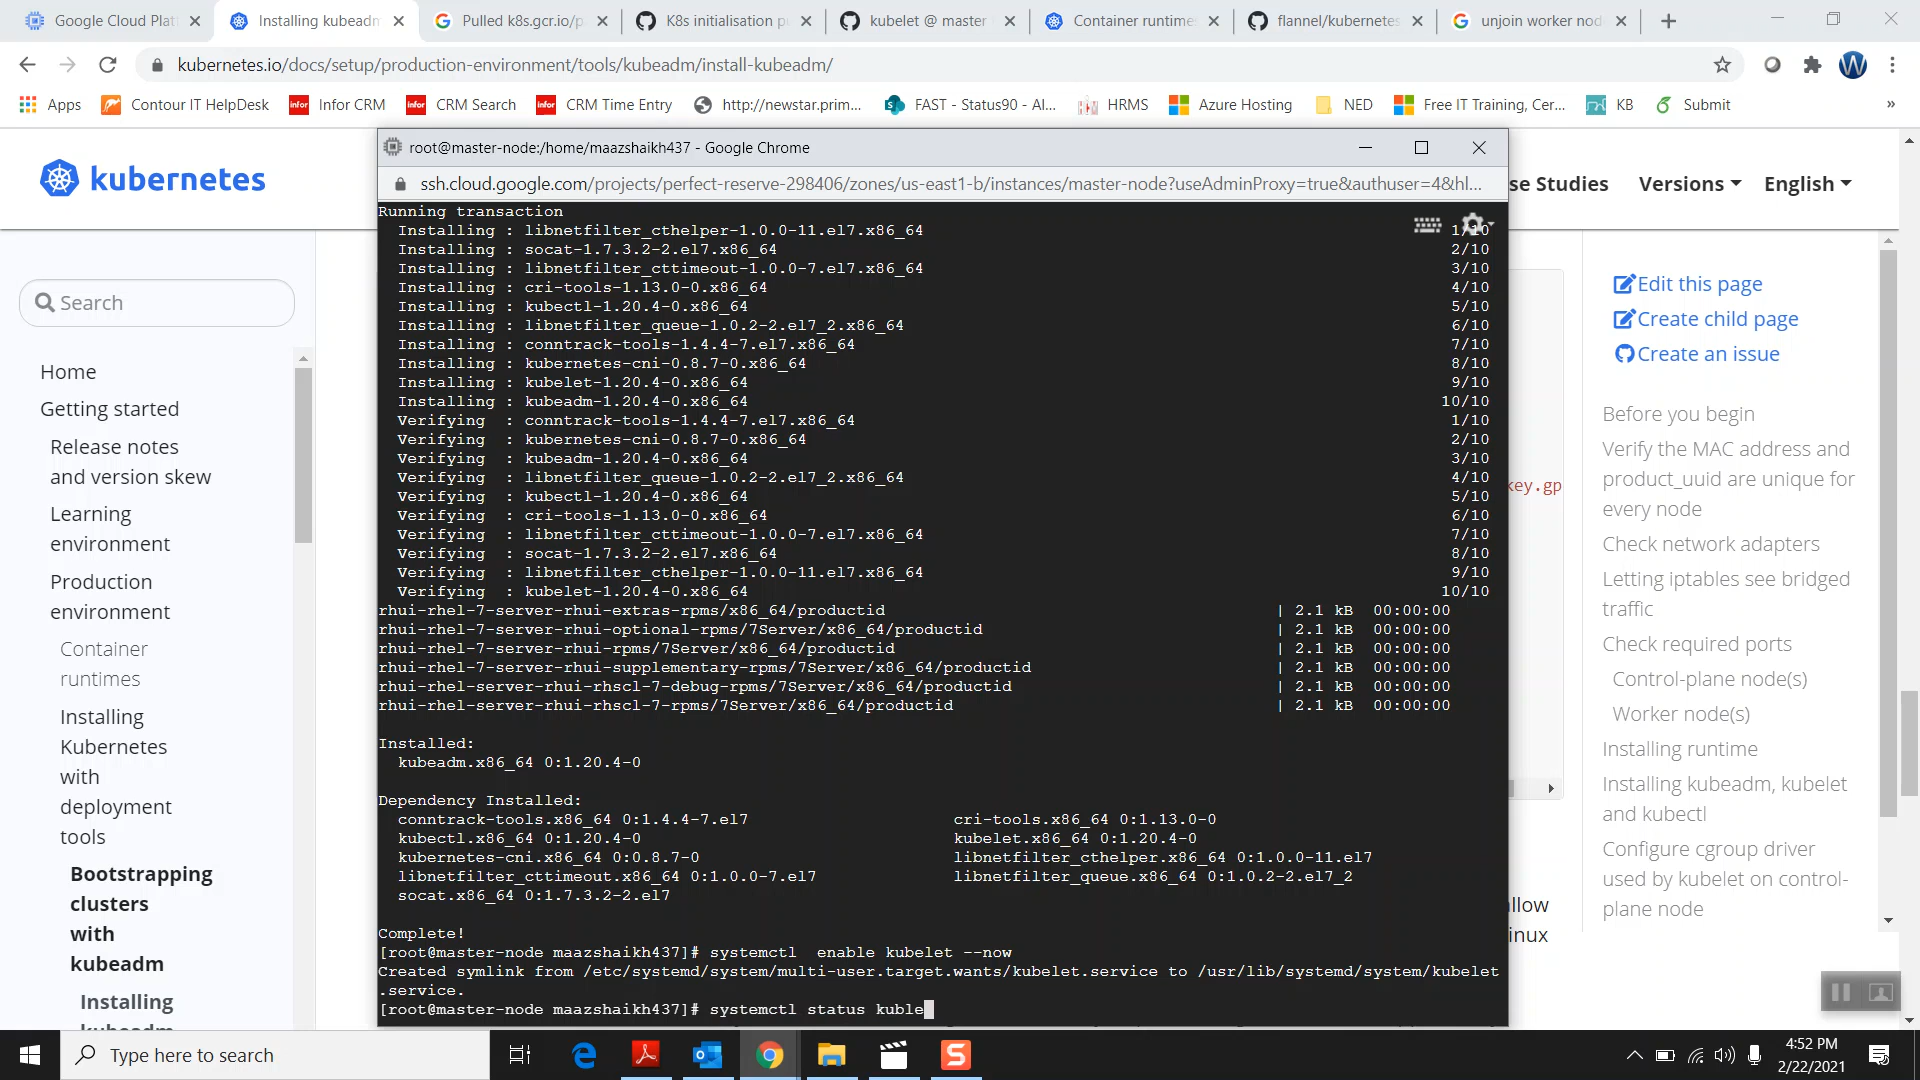 Google Cloud Plat
Installing kubeadm
Pulled k8s.gcr.io/p
K8s initialisation p
kubelet @ master
Container runtimes
flannel/kubernetes
unjoin worker nod
kubernetes.io/docs/setup/production-environment/tools/kubeadm/install-kubeadm/
Apps
Contour IT HelpDesk
Infor CRM
CRM Search
CRM Time Entry
http://newstar.prim...
FAST - Status90 - Al...
HRMS
Azure Hosting
NED
Free IT Training, Cer...
KB
Submit
»
kubernetes
se Studies
Versions
English
Search
Home
Getting started
Release notes
and version skew
Learning
environment
Production
environment
Container
runtimes
Installing
Kubernetes
with
deployment
tools
Bootstrapping
clusters
with
kubeadm
Installing
kubeadm
root@master-node:/home/maazshaikh437 - Google Chrome
ssh.cloud.google.com/projects/perfect-reserve-298406/zones/us-east1-b/instances/master-node?useAdminProxy=true&authuser=4&hl...
Running transaction
Installing : libnetfilter_cthelper-1.0.0-11.el7.x86_64 1/10
Installing : socat-1.7.3.2-2.el7.x86_64 2/10
Installing : libnetfilter_cttimeout-1.0.0-7.el7.x86_64 3/10
Installing : cri-tools-1.13.0-0.x86_64 4/10
Installing : kubectl-1.20.4-0.x86_64 5/10
Installing : libnetfilter_queue-1.0.2-2.el7_2.x86_64 6/10
Installing : conntrack-tools-1.4.4-7.el7.x86_64 7/10
Installing : kubernetes-cni-0.8.7-0.x86_64 8/10
Installing : kubelet-1.20.4-0.x86_64 9/10
Installing : kubeadm-1.20.4-0.x86_64 10/10
Verifying : conntrack-tools-1.4.4-7.el7.x86_64 1/10
Verifying : kubernetes-cni-0.8.7-0.x86_64 2/10
Verifying : kubeadm-1.20.4-0.x86_64 3/10
Verifying : libnetfilter_queue-1.0.2-2.el7_2.x86_64 4/10
Verifying : kubectl-1.20.4-0.x86_64 5/10
Verifying : cri-tools-1.13.0-0.x86_64 6/10
Verifying : libnetfilter_cttimeout-1.0.0-7.el7.x86_64 7/10
Verifying : socat-1.7.3.2-2.el7.x86_64 8/10
Verifying : libnetfilter_cthelper-1.0.0-11.el7.x86_64 9/10
Verifying : kubelet-1.20.4-0.x86_64 10/10
rhui-rhel-7-server-rhui-extras-rpms/x86_64/productid | 2.1 kB 00:00:00
rhui-rhel-7-server-rhui-optional-rpms/7Server/x86_64/productid | 2.1 kB 00:00:00
rhui-rhel-7-server-rhui-rpms/7Server/x86_64/productid | 2.1 kB 00:00:00
rhui-rhel-7-server-rhui-supplementary-rpms/7Server/x86_64/productid | 2.1 kB 00:00:00
rhui-rhel-server-rhui-rhscl-7-debug-rpms/7Server/x86_64/productid | 2.1 kB 00:00:00
rhui-rhel-server-rhui-rhscl-7-rpms/7Server/x86_64/productid | 2.1 kB 00:00:00
Installed:
kubeadm.x86_64 0:1.20.4-0
Dependency Installed:
conntrack-tools.x86_64 0:1.4.4-7.el7 cri-tools.x86_64 0:1.13.0-0
kubectl.x86_64 0:1.20.4-0 kubelet.x86_64 0:1.20.4-0
kubernetes-cni.x86_64 0:0.8.7-0 libnetfilter_cthelper.x86_64 0:1.0.0-11.el7
libnetfilter_cttimeout.x86_64 0:1.0.0-7.el7 libnetfilter_queue.x86_64 0:1.0.2-2.el7_2
socat.x86_64 0:1.7.3.2-2.el7
Complete!
[root@master-node maazshaikh437]# systemctl  enable kubelet --now
Created symlink from /etc/systemd/system/multi-user.target.wants/kubelet.service to /usr/lib/systemd/system/kubelet
.service.
[root@master-node maazshaikh437]# systemctl status kuble
key.gp
llow
inux
Edit this page
Create child page
Create an issue
Before you begin
Verify the MAC address and
product_uuid are unique for
every node
Check network adapters
Letting iptables see bridged
traffic
Check required ports
Control-plane node(s)
Worker node(s)
Installing runtime
Installing kubeadm, kubelet
and kubectl
Configure cgroup driver
used by kubelet on control-
plane node
Type here to search
4:52 PM
2/22/2021